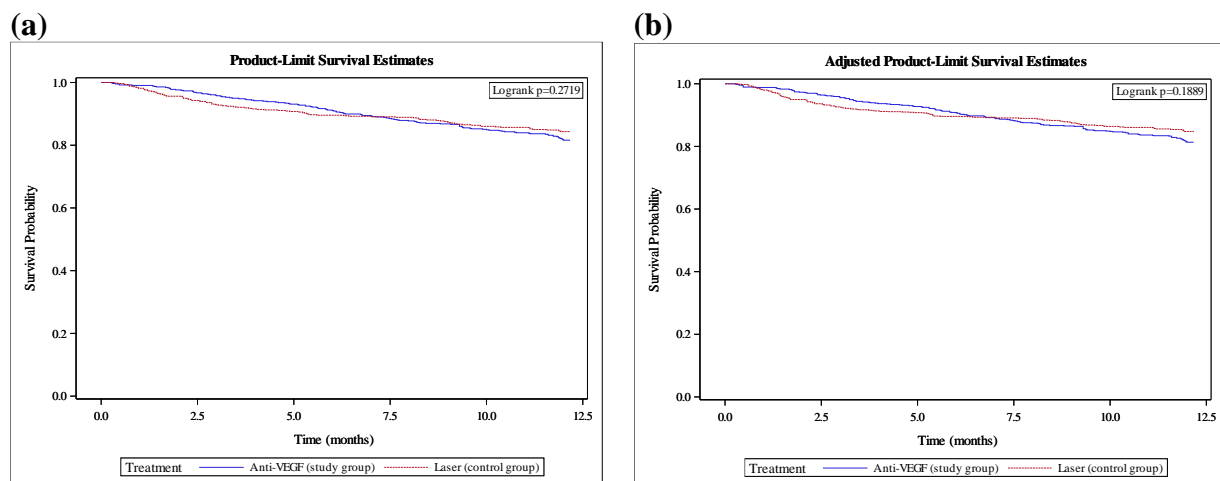 (a)
Product-Limit Survival Estimates
Logrank p=0.2719
1.0
0.8
0.6
0.4
0.2
0.0
Survival Probability
0.0 2.5 5.0 7.5 10.0 12.5
Time (months)
Treatment Anti-VEGF (study group) Laser (control group)
(b)
Adjusted Product-Limit Survival Estimates
Logrank p=0.1889
1.0
0.8
0.6
0.4
0.2
0.0
Survival Probability
0.0 2.5 5.0 7.5 10.0 12.5
Time (months)
Treatment Anti-VEGF (study group) Laser (control group)